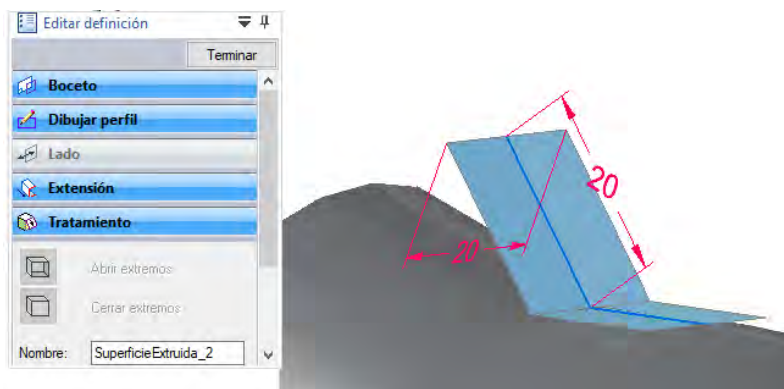 Editar definición
Terminar
Boceto
Dibujar perfil
Lado
Extensión
Tratamiento
Abrir extremos
Cerrar extremos
Nombre: SuperficieExtruida_2
20
20